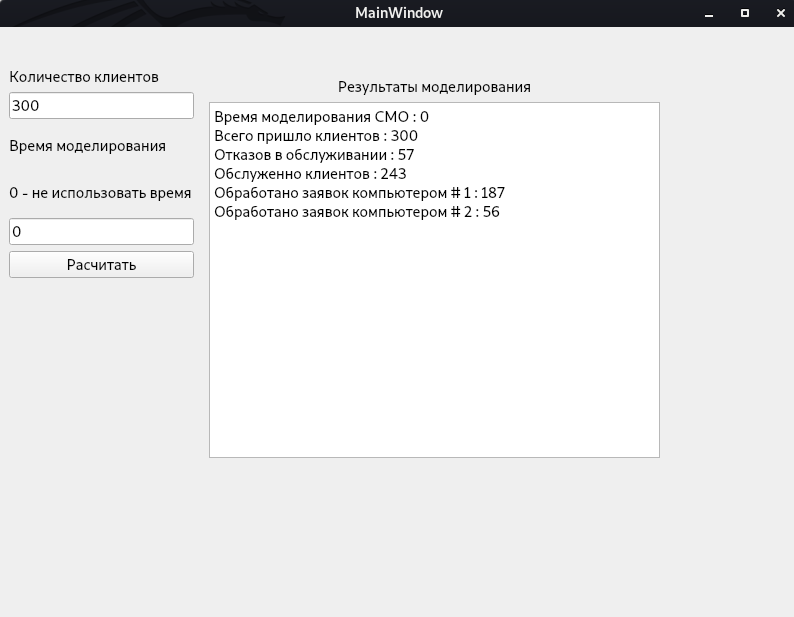 MainWindow
Количество клиентов
300
Время моделирования
0 - не использовать время
0
Расчитать
Результаты моделирования
Время моделирования СМО : 0
Всего пришло клиентов : 300
Отказов в обслуживании : 57
Обслуженно клиентов : 243
Обработано заявок компьютером # 1 : 187
Обработано заявок компьютером # 2 : 56